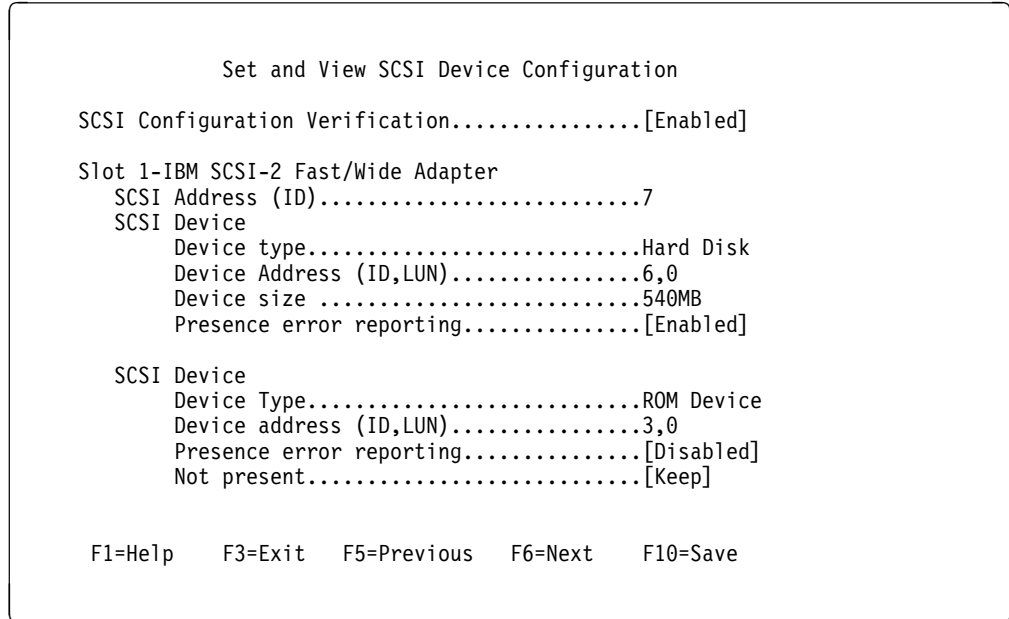 Set and View SCSI Device Configuration
SCSI Configuration Verification................[Enabled]
Slot 1-IBM SCSI-2 Fast/Wide Adapter
SCSI Address (ID)...........................7
SCSI Device
Device type............................Hard Disk
Device Address (ID,LUN)................6,0
Device size ...........................540MB
Presence error reporting...............[Enabled]
SCSI Device
Device Type............................ROM Device
Device address (ID,LUN)................3,0
Presence error reporting...............[Disabled]
Not present............................[Keep]
F1=Help F3=Exit F5=Previous F6=Next F10=Save